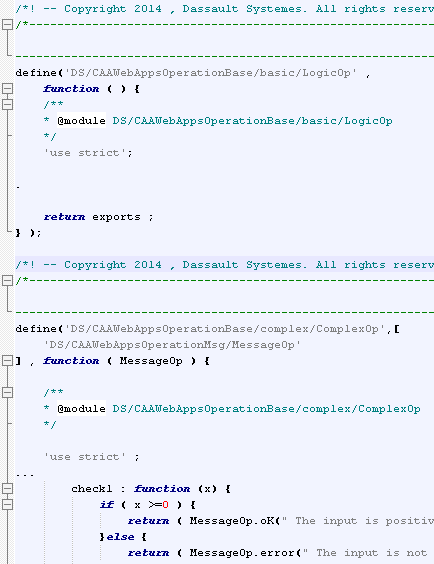 /*! -- Copyright 2014 , Dassault Systemes. All rights reserv
/*----------------------------------------------------------
------------------------------------------------------------
define('DS/CAAWebAppsOperationBase/basic/LogicOp' ,
function ( ) {
/**
* @module DS/CAAWebAppsOperationBase/basic/LogicOp
*/
'use strict';
.
return exports ;
} );
/*! -- Copyright 2014 , Dassault Systemes. All rights reserv
/*----------------------------------------------------------
------------------------------------------------------------
define('DS/CAAWebAppsOperationBase/complex/ComplexOp',[
'DS/CAAWebAppsOperationMsg/MessageOp'
] , function ( MessageOp ) {
/**
* @module DS/CAAWebAppsOperationBase/complex/ComplexOp
*/
'use strict' ;
...
check1 : function (x) {
if ( x >=0 ) {
return ( MessageOp.oK(" The input is positiv
}else {
return ( MessageOp.error(" The input is not